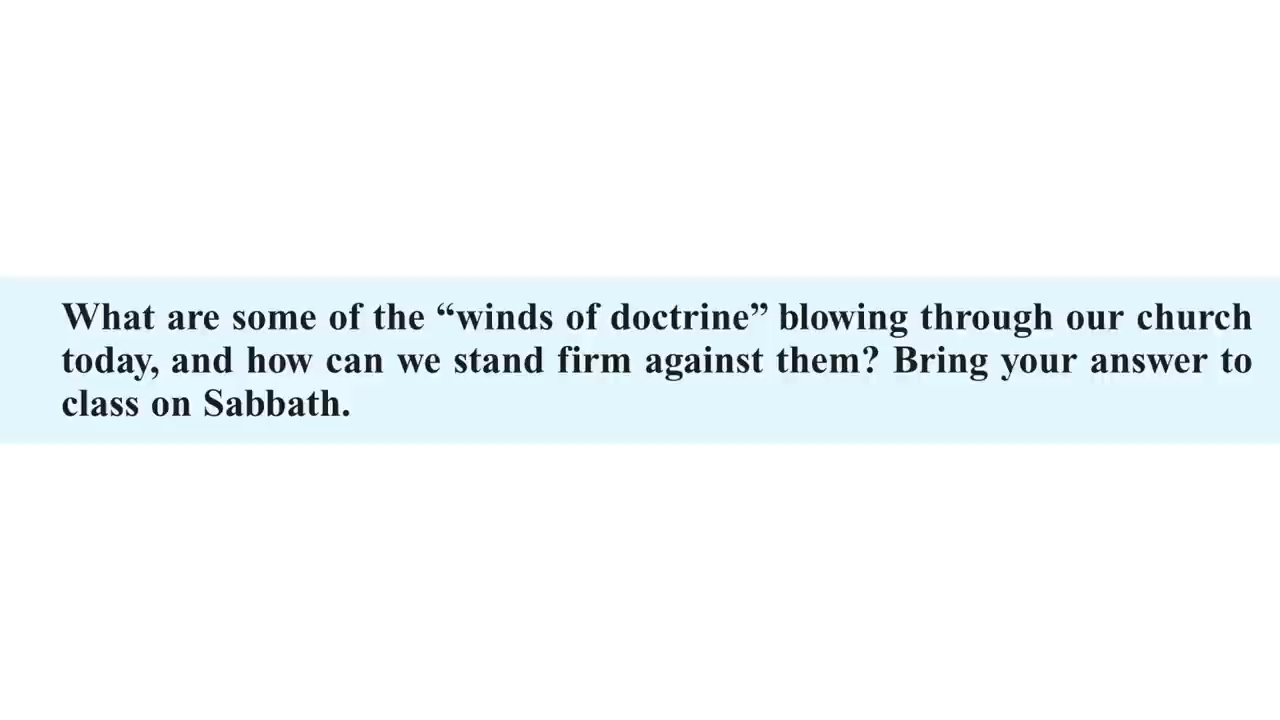 What are some of the “winds of doctrine” blowing through our church
today, and how can we stand firm against them? Bring your answer to
class on Sabbath.